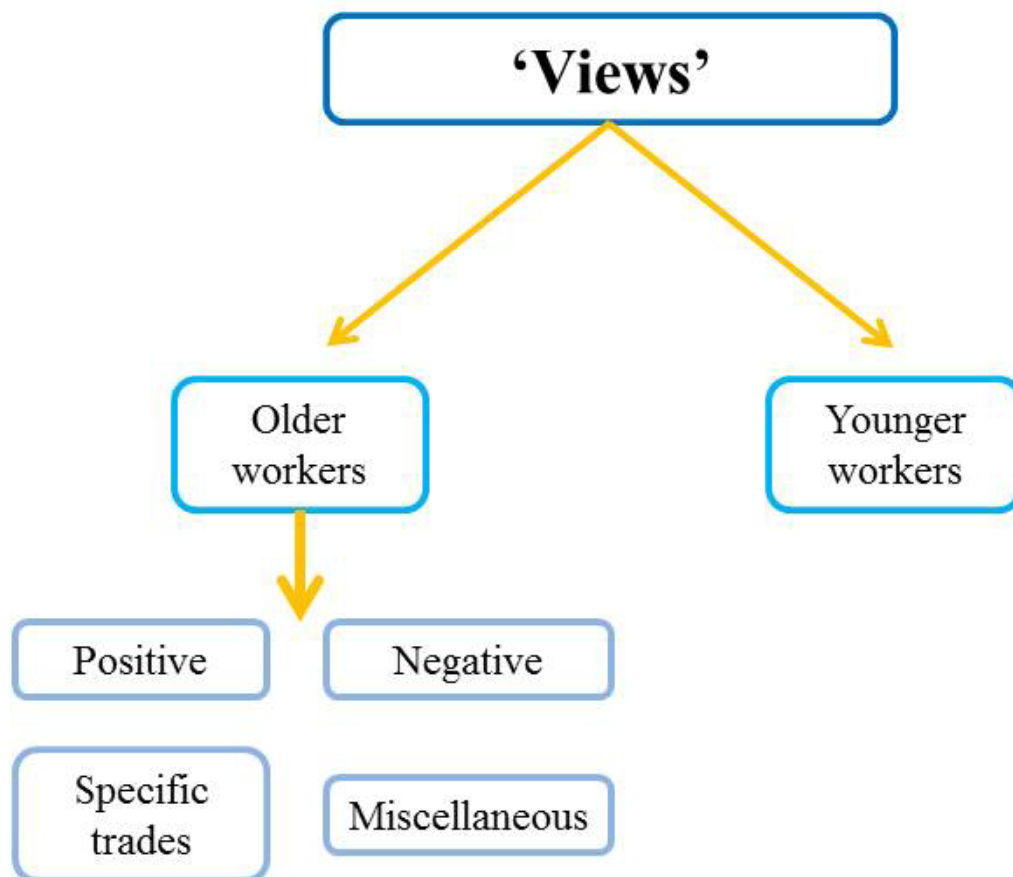 ‘Views’
Older
workers
Younger
workers
Positive
Negative
Specific
trades
Miscellaneous